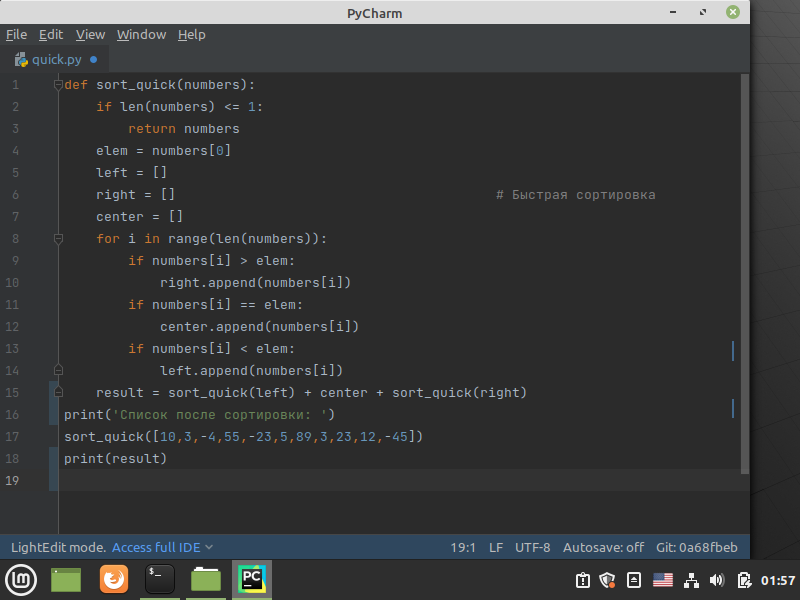 PyCharm
File Edit View Window Help
quick.py
1 def sort_quick(numbers):
2 if len(numbers) <= 1:
3 return numbers
4 elem = numbers[0]
5 left = []
6 right = [] # Быстрая сортировка
7 center = []
8 for i in range(len(numbers)):
9 if numbers[i] > elem:
10 right.append(numbers[i])
11 if numbers[i] == elem:
12 center.append(numbers[i])
13 if numbers[i] < elem:
14 left.append(numbers[i])
15 result = sort_quick(left) + center + sort_quick(right)
16 print('Список после сортировки: ')
17 sort_quick([10,3,-4,55,-23,5,89,3,23,12,-45])
18 print(result)
19
LightEdit mode. Access full IDE 19:1 LF UTF-8 Autosave: off Git: 0a68fbeb
PC 01:57